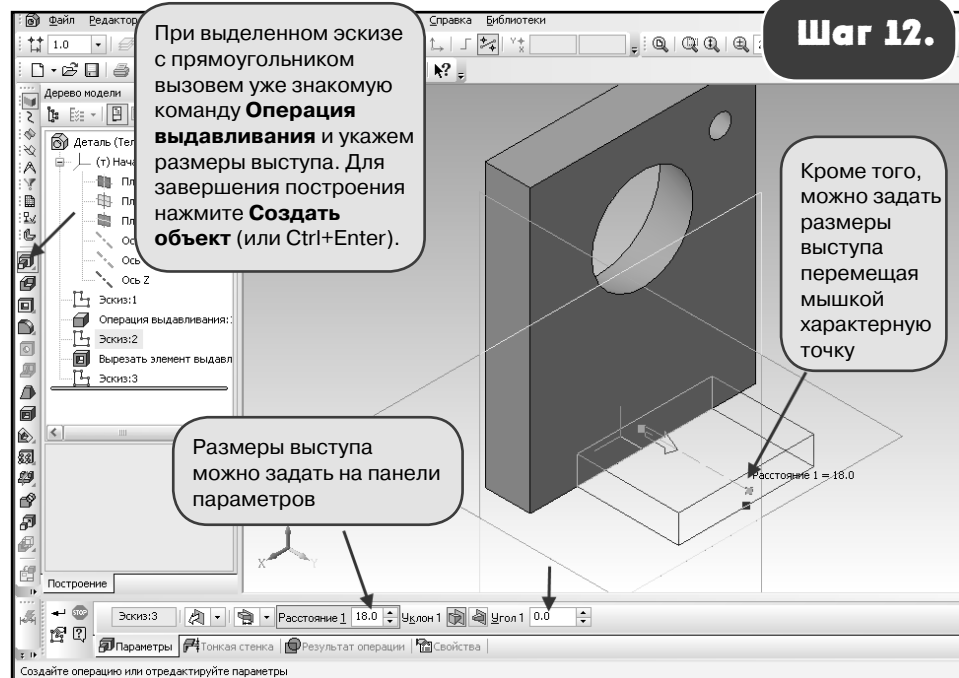 Файл Редактор
Справка Библиотеки
Шаг 12.
1.0
При выделенном эскизе
с прямоугольником
вызовем уже знакомую
команду Операция
выдавливания и укажем
размеры выступа. Для
завершения построения
нажмите Создать
объект (или Ctrl+Enter).
Дерево модели
Деталь (Тел
(т) Нача
Пл
Пл
Пл
Ос
Ось
Ось Z
Эскиз:1
Операция выдавливания:
Эскиз:2
Вырезать элемент выдавл
Эскиз:3
Кроме того,
можно задать
размеры
выступа
перемещая
мышкой
характерную
точку
Размеры выступа
можно задать на панели
параметров
Расстояние 1 = 18.0
X
Y
Построение
Эскиз:3
Расстояние 1 18.0 Уклон 1 Угол 1 0.0
Параметры Тонкая стенка Результат операции Свойства
Создайте операцию или отредактируйте параметры